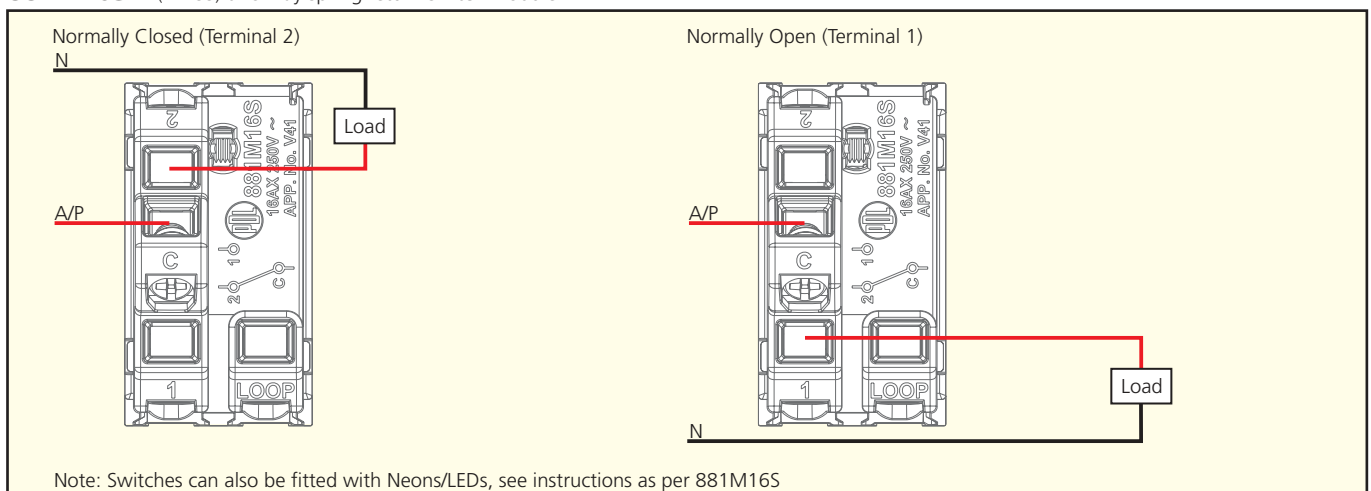 Normally Closed (Terminal 2)
N
Load
A/P
2
881M16S
16AX 250V ~
APP. No. V41
PDL
C
1
2
C
1
LOOP
Normally Open (Terminal 1)
2
881M16S
16AX 250V ~
APP. No. V41
PDL
A/P
C
1
2
C
1
LOOP
Load
N
Note: Switches can also be fitted with Neons/LEDs, see instructions as per 881M16S